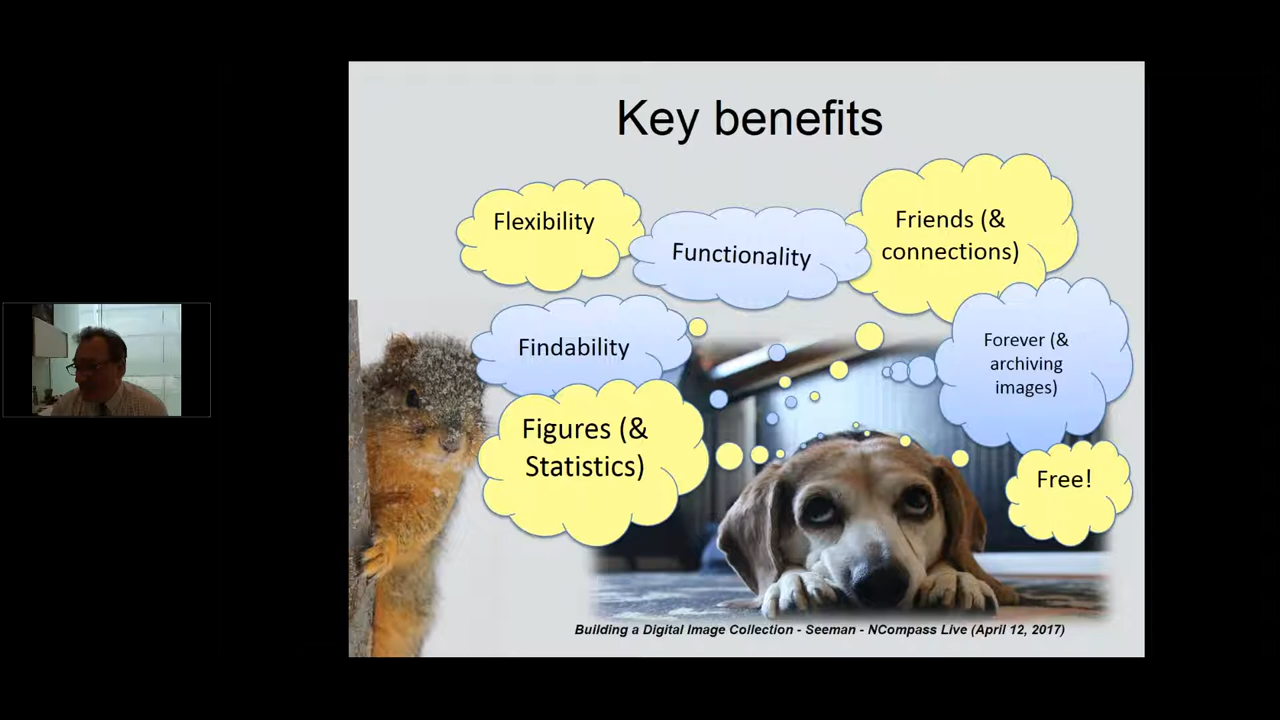 Key benefits
Flexibility
Functionality
Friends (&
connections)
Findability
Forever (&
archiving
images)
Figures (&
Statistics)
Free!
Building a Digital Image Collection - Seeman - NCompass Live (April 12, 2017)